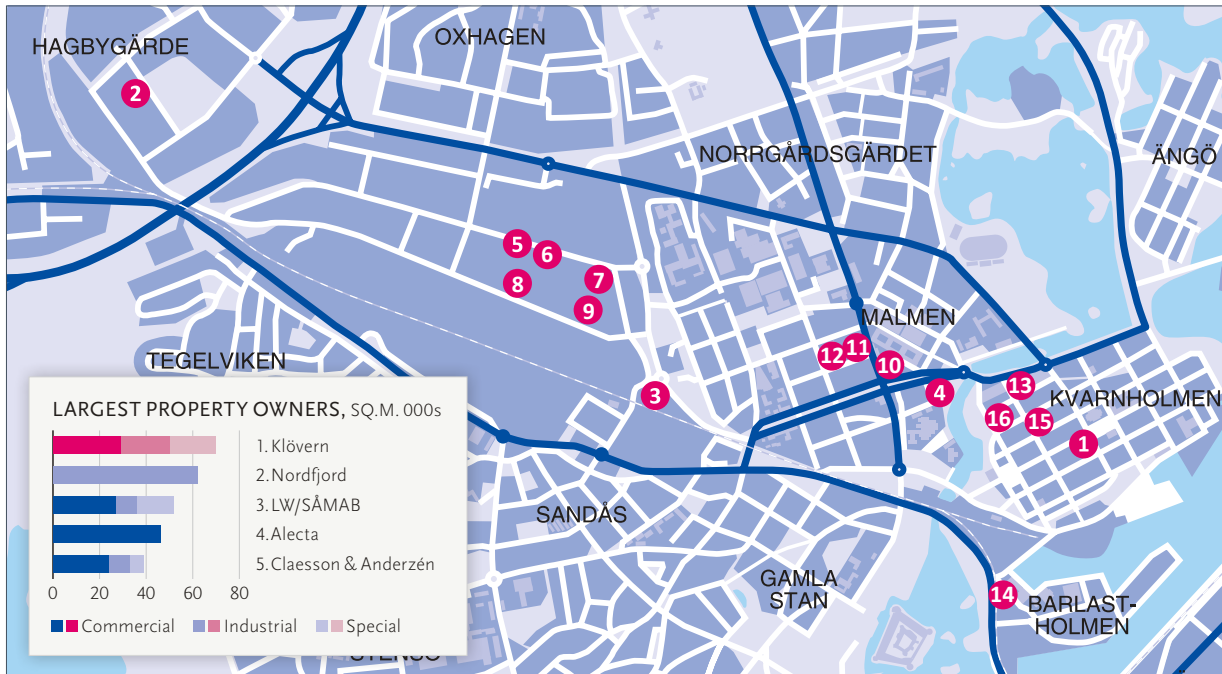 HAGBYGÄRDE
OXHAGEN
2
NORRGÅRDSGÄRDET
ÄNGÖ
5
6
7
8
9
MALMEN
11
12
10
TEGELVIKEN
3
4
13
KVARNHOLMEN
16
15
1
LARGEST PROPERTY OWNERS, SQ.M. 000s
1. Klövern
2. Nordfjord
3. LW/SÅMAB
4. Alecta
5. Claesson & Anderzén
0 20 40 60 80
Commercial Industrial Special
SANDÅS
GAMLA
STAN
14
BARLAST-
HOLMEN